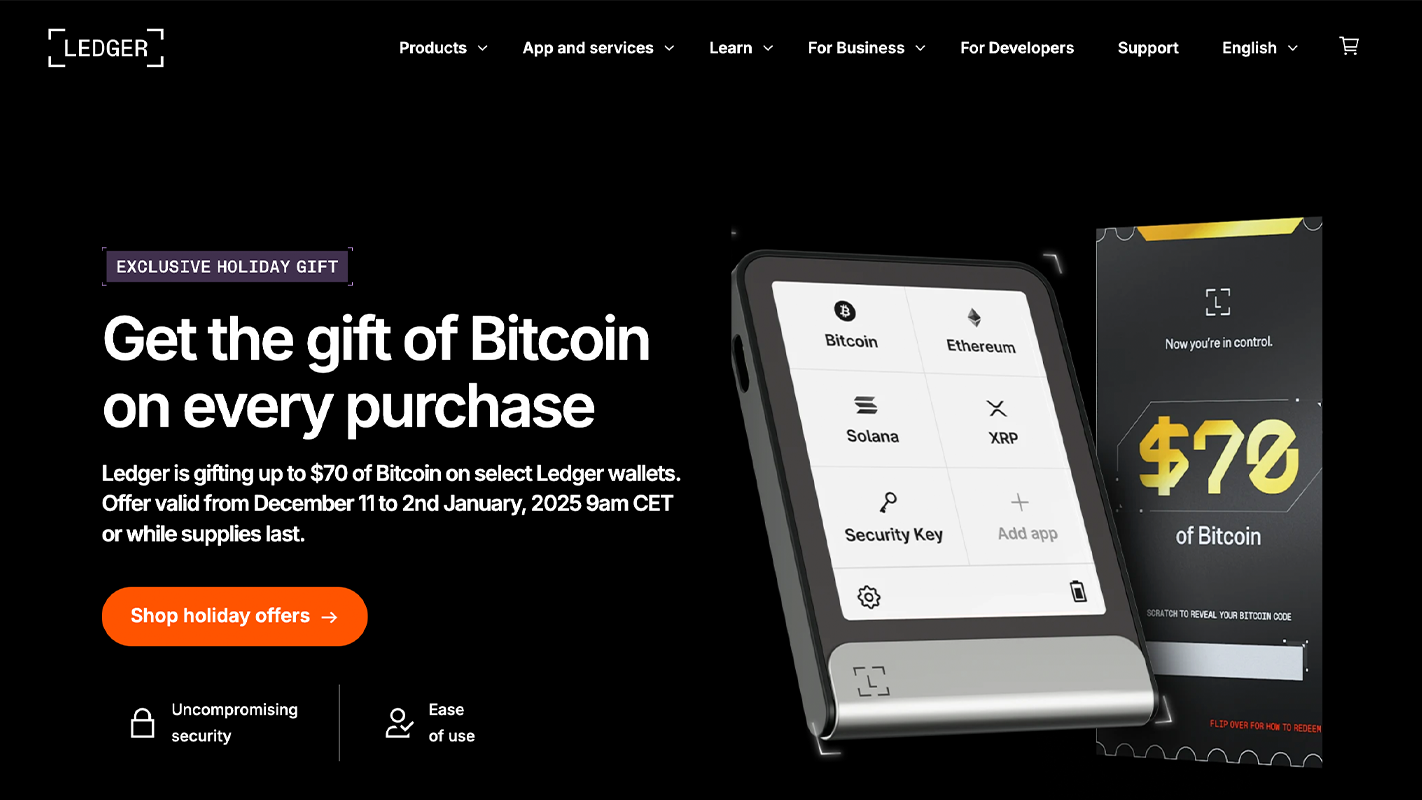 LEDGER
Products
App and services
Learn
For Business
For Developers
Support
English
EXCLUSIVE HOLIDAY GIFT
Get the gift of Bitcoin
on every purchase
Ledger is gifting up to $70 of Bitcoin on select Ledger wallets.
Offer valid from December 11 to 2nd January, 2025 9am CET
or while supplies last.
Shop holiday offers →
Uncompromising
security
Ease
of use
Bitcoin
Ethereum
Solana
XRP
Security Key
Add app
L
L
Now you're in control.
$70
of Bitcoin
SCRATCH TO REVEAL YOUR BITCOIN CODE
FLIP OVER FOR HOW TO REDEEM